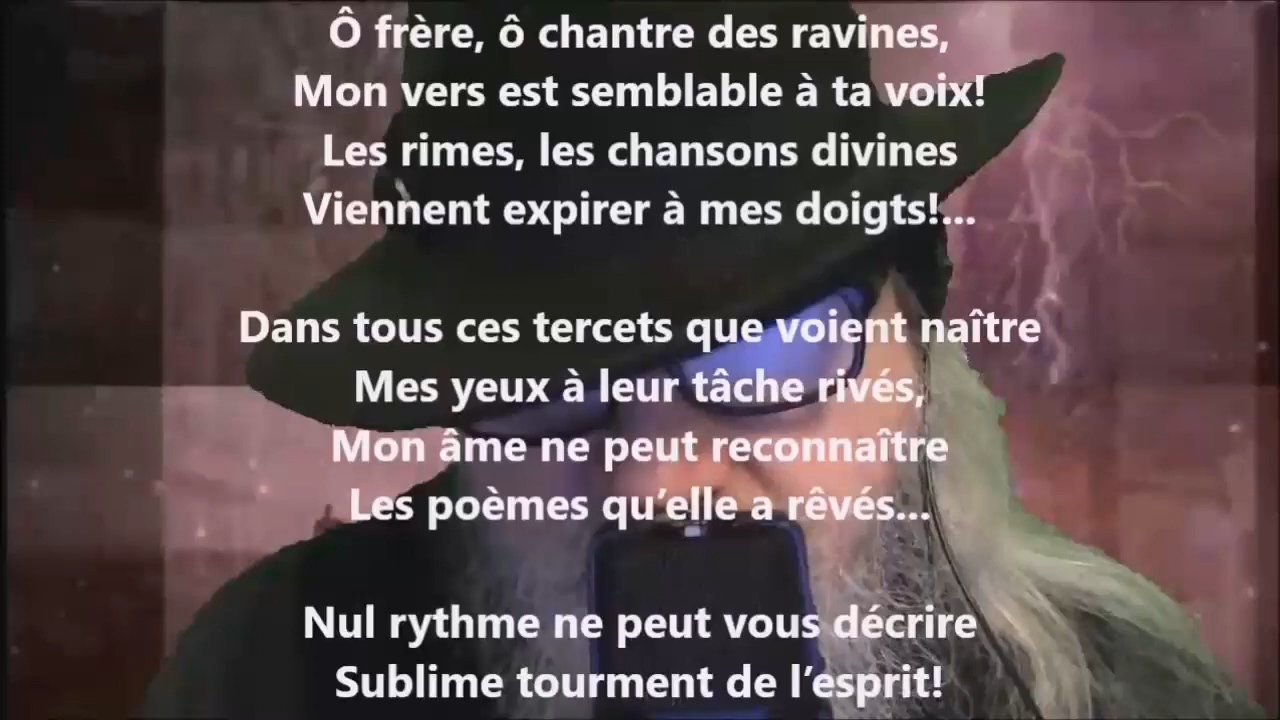 Ô frère, ô chantre des ravines,
Mon vers est semblable à ta voix!
Les rimes, les chansons divines
Viennent expirer à mes doigts!...
Dans tous ces tercets que voient naître
Mes yeux à leur tâche rivés,
Mon âme ne peut reconnaître
Les poèmes qu’elle a rêvés...
Nul rythme ne peut vous décrire
Sublime tourment de l’esprit!